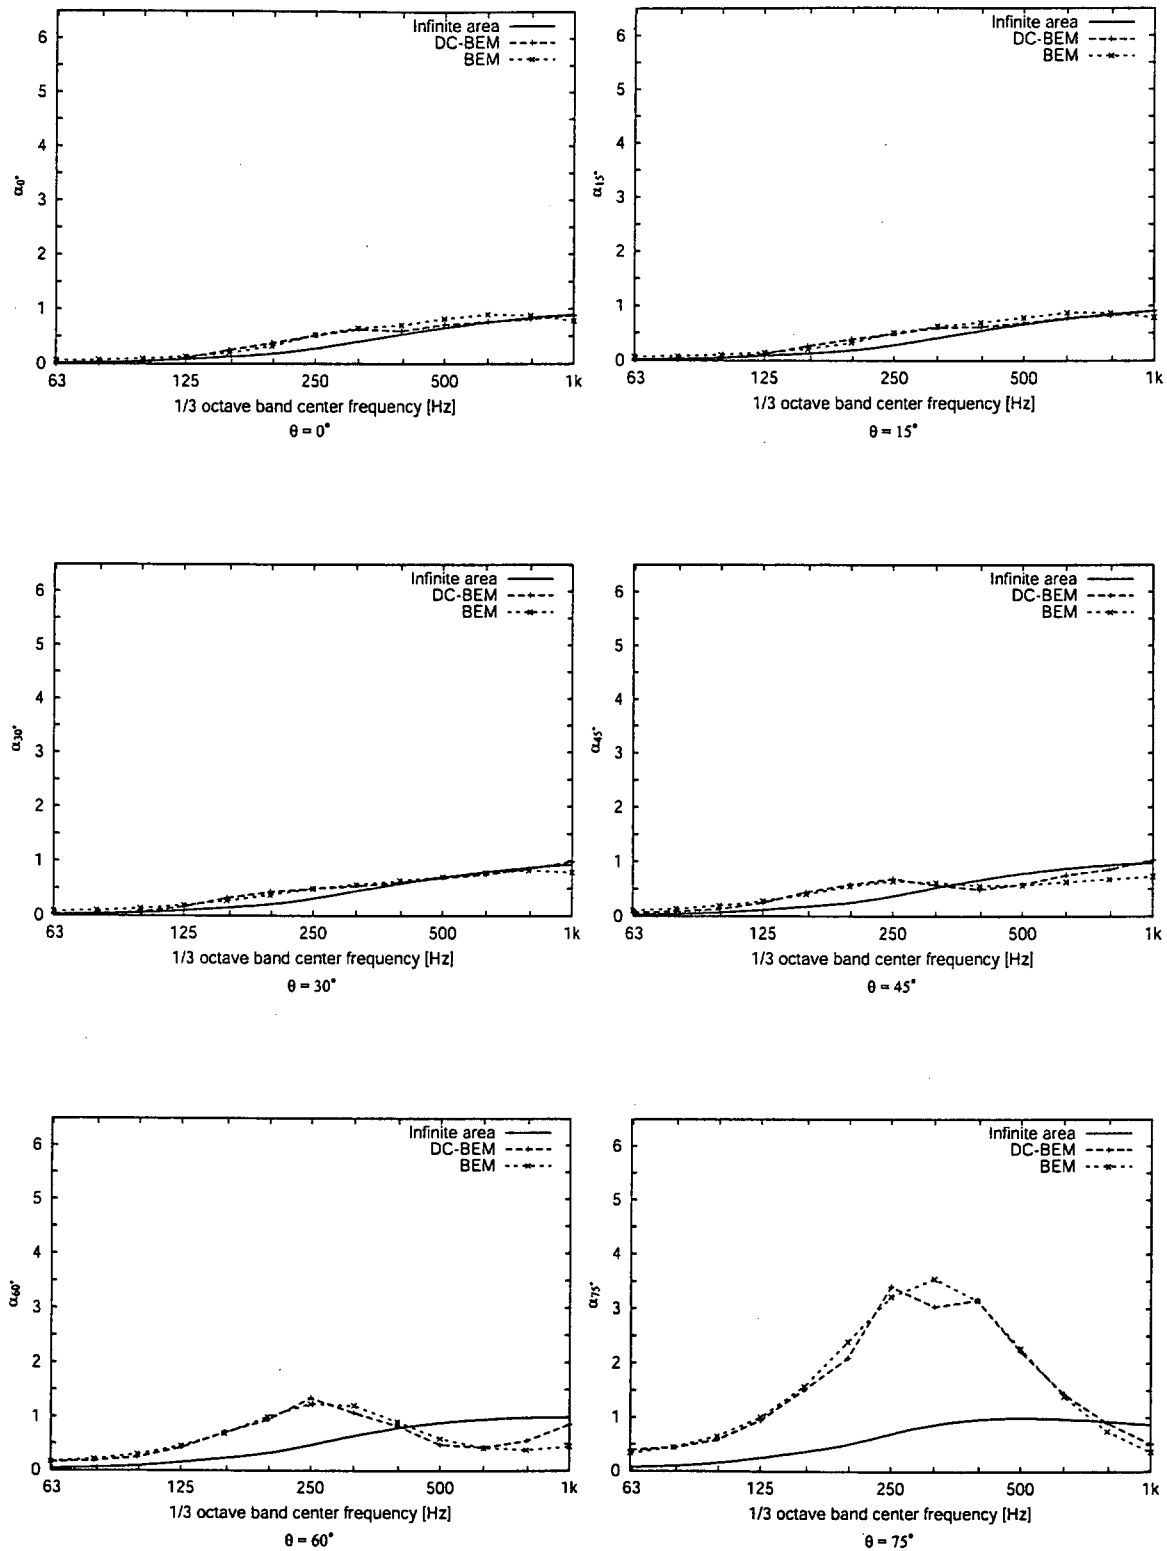 Infinite area
DC-BEM
BEM
6
5
4
3
2
1
0
α0°
63 125 250 500 1k
1/3 octave band center frequency [Hz]
θ = 0°
Infinite area
DC-BEM
BEM
6
5
4
3
2
1
0
α15°
63 125 250 500 1k
1/3 octave band center frequency [Hz]
θ = 15°
Infinite area
DC-BEM
BEM
6
5
4
3
2
1
0
α30°
63 125 250 500 1k
1/3 octave band center frequency [Hz]
θ = 30°
Infinite area
DC-BEM
BEM
6
5
4
3
2
1
0
α45°
63 125 250 500 1k
1/3 octave band center frequency [Hz]
θ = 45°
Infinite area
DC-BEM
BEM
6
5
4
3
2
1
0
α60°
63 125 250 500 1k
1/3 octave band center frequency [Hz]
θ = 60°
Infinite area
DC-BEM
BEM
6
5
4
3
2
1
0
α75°
63 125 250 500 1k
1/3 octave band center frequency [Hz]
θ = 75°